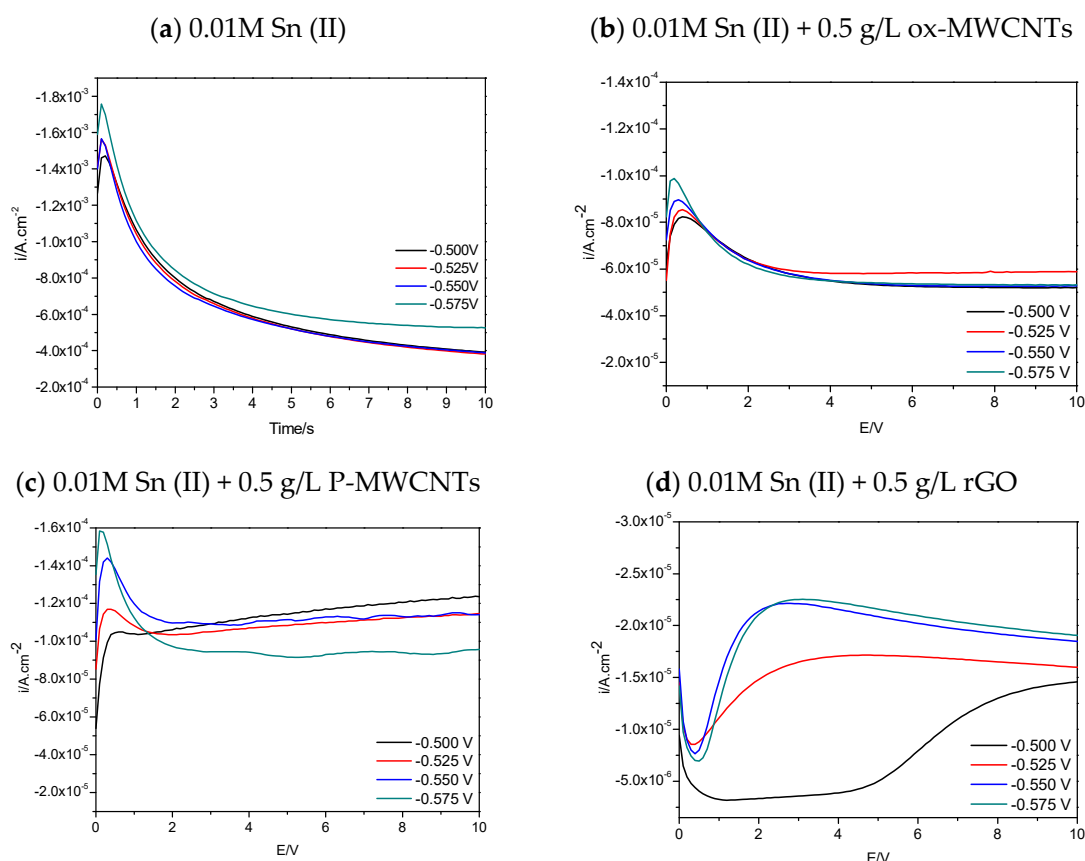 (a) 0.01M Sn (II)
-1.8x10⁻³
-1.6x10⁻³
-1.4x10⁻³
-1.2x10⁻³
-1.0x10⁻³
-8.0x10⁻⁴
-6.0x10⁻⁴
-4.0x10⁻⁴
-2.0x10⁻⁴
i/A.cm⁻²
-0.500V
-0.525V
-0.550V
-0.575V
0 1 2 3 4 5 6 7 8 9 10
Time/s
(b) 0.01M Sn (II) + 0.5 g/L ox-MWCNTs
-1.4x10⁻⁴
-1.2x10⁻⁴
-1.0x10⁻⁴
-8.0x10⁻⁵
-6.0x10⁻⁵
-4.0x10⁻⁵
-2.0x10⁻⁵
i/A.cm-2
-0.500 V
-0.525 V
-0.550 V
-0.575 V
0 2 4 6 8 10
E/V
(c) 0.01M Sn (II) + 0.5 g/L P-MWCNTs
-1.6x10⁻⁴
-1.4x10⁻⁴
-1.2x10⁻⁴
-1.0x10⁻⁴
-8.0x10⁻⁵
-6.0x10⁻⁵
-4.0x10⁻⁵
-2.0x10⁻⁵
i/A.cm-2
-0.500 V
-0.525 V
-0.550 V
-0.575 V
0 2 4 6 8 10
E/V
(d) 0.01M Sn (II) + 0.5 g/L rGO
-3.0x10⁻⁵
-2.5x10⁻⁵
-2.0x10⁻⁵
-1.5x10⁻⁵
-1.0x10⁻⁵
-5.0x10⁻⁶
i/A.cm-2
-0.500 V
-0.525 V
-0.550 V
-0.575 V
0 2 4 6 8 10
E/V